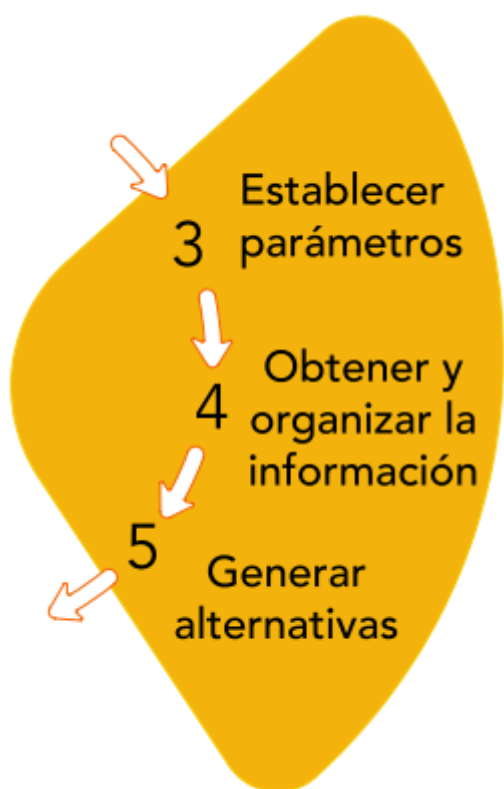 3
Establecer
parámetros
4
Obtener y
organizar la
información
5
Generar
alternativas